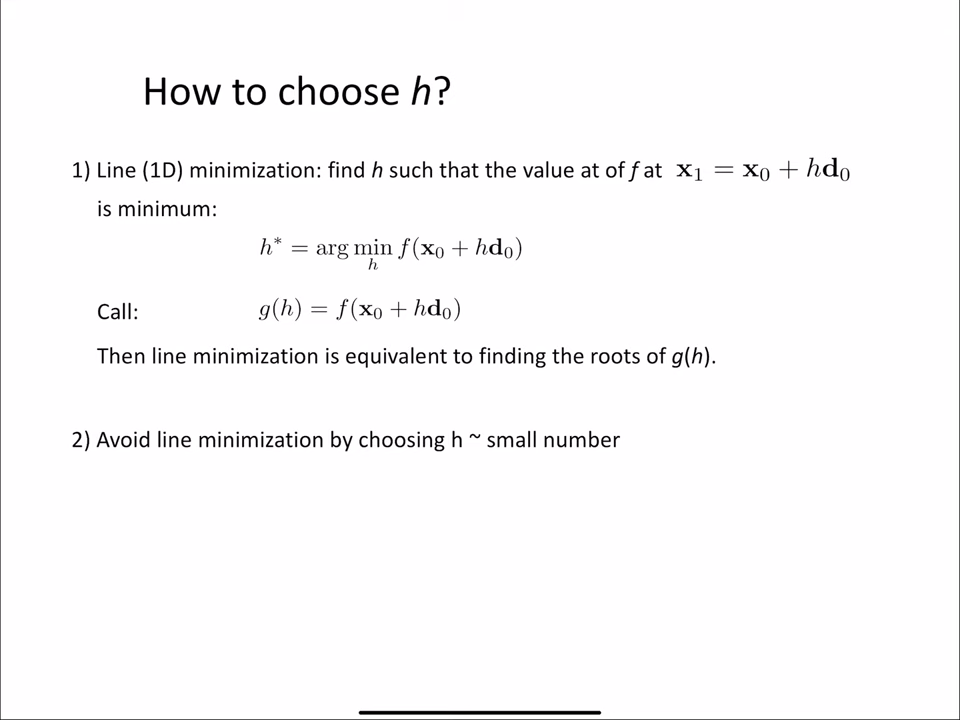 How to choose h?
1) Line (1D) minimization: find h such that the value at of f at x₁ = x₀ + hd₀
is minimum:
h* = arg min_h f(x₀ + hd₀)
Call: g(h) = f(x₀ + hd₀)
Then line minimization is equivalent to finding the roots of g(h).
2) Avoid line minimization by choosing h ~ small number